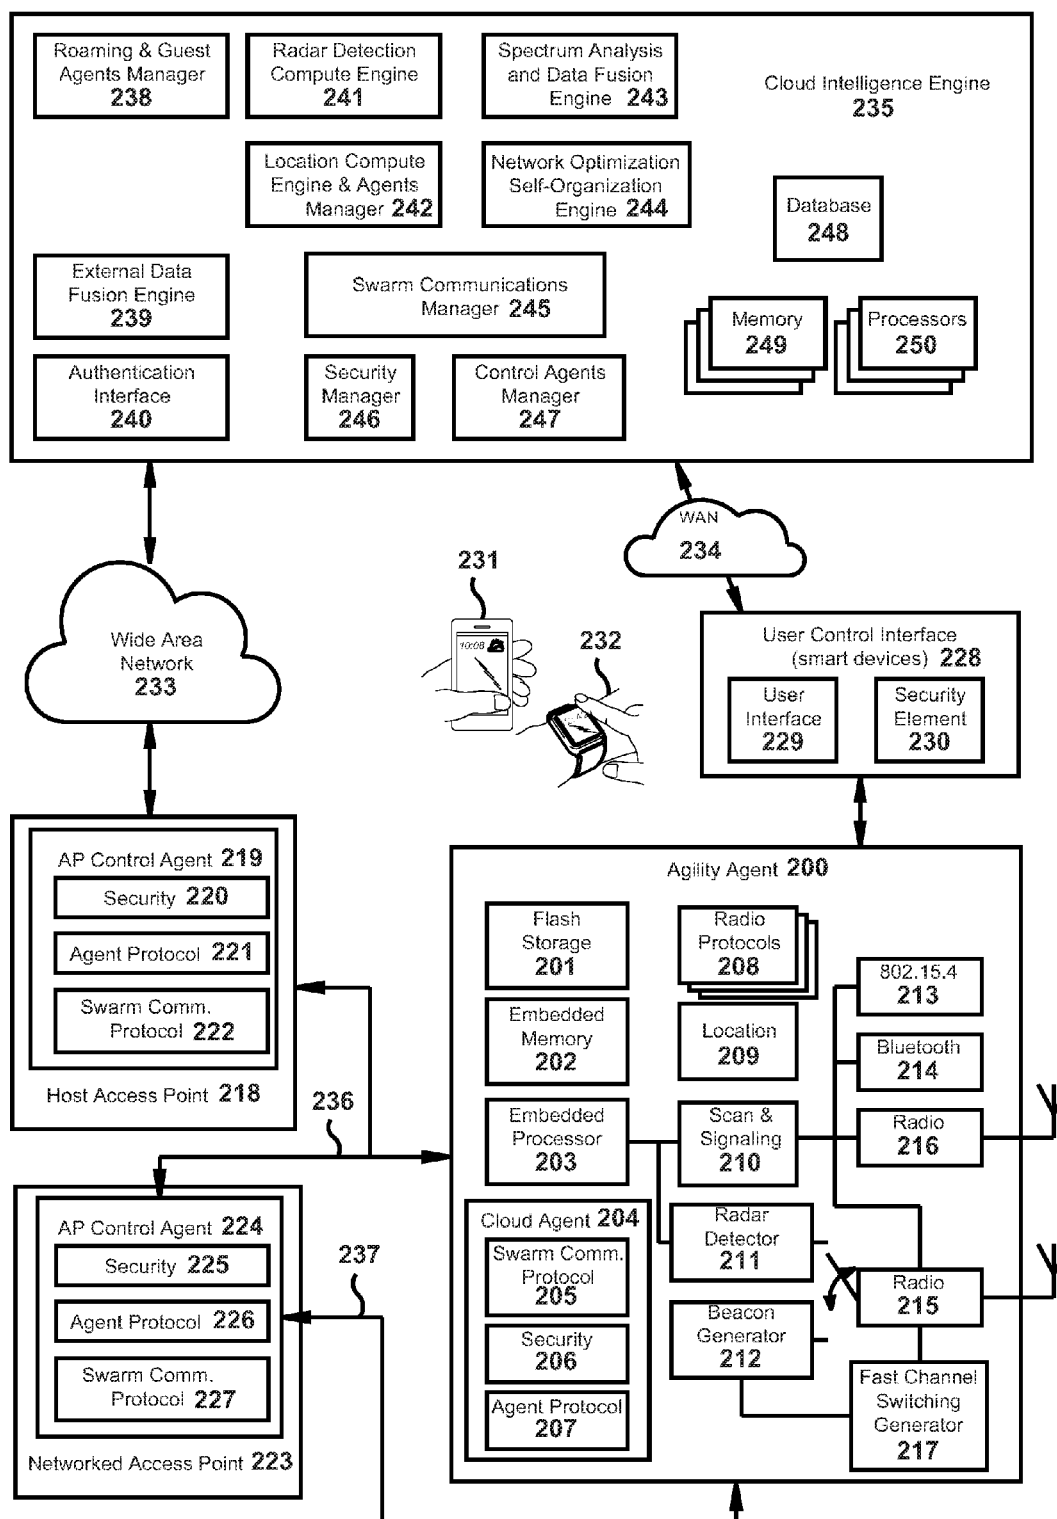 Roaming & Guest
Agents Manager
238
Radar Detection
Compute Engine
241
Spectrum Analysis
and Data Fusion
Engine 243
Cloud Intelligence Engine
235
Location Compute
Engine & Agents
Manager 242
Network Optimization
Self-Organization
Engine 244
Database
248
External Data
Fusion Engine
239
Swarm Communications
Manager 245
Memory
249
Processors
250
Authentication
Interface
240
Security
Manager
246
Control Agents
Manager
247
WAN
234
231
10:08
232
Wide Area
Network
233
User Control Interface
(smart devices) 228
User
Interface
229
Security
Element
230
AP Control Agent 219
Security 220
Agent Protocol 221
Swarm Comm.
Protocol 222
Host Access Point 218
236
Agility Agent 200
Flash
Storage
201
Radio
Protocols
208
802.15.4
213
Embedded
Memory
202
Location
209
Bluetooth
214
Embedded
Processor
203
Scan &
Signaling
210
Radio
216
Cloud Agent 204
Swarm Comm.
Protocol
205
Security
206
Agent Protocol
207
Radar
Detector
211
Radio
215
Beacon
Generator
212
Fast Channel
Switching
Generator
217
AP Control Agent 224
Security 225
Agent Protocol 226
Swarm Comm.
Protocol 227
Networked Access Point 223
237